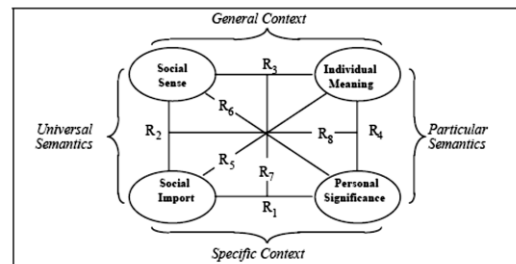 General Context
Social
Sense
R3
Individual
Meaning
R6
Universal
Semantics
R2
R8
R4
Particular
Semantics
R5
R7
Social
Import
R1
Personal
Significance
Specific Context